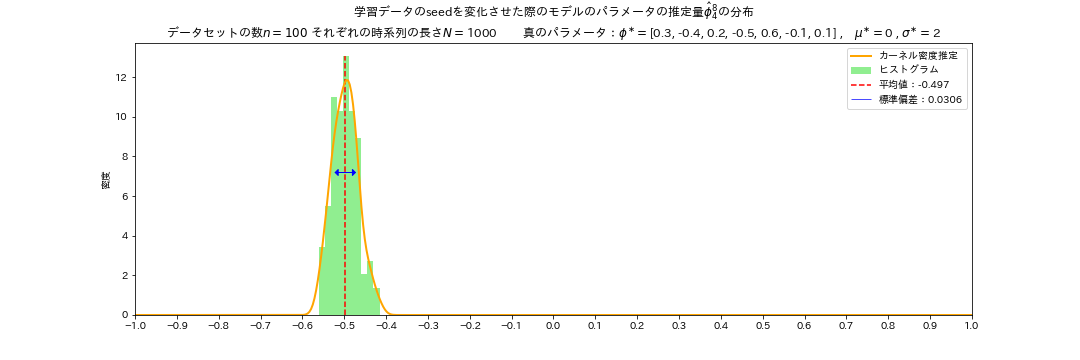 学習データのseedを変化させた際のモデルのパラメータの推定量$\hat{\phi}_4^8$の分布
データセットの数n = 100 それぞれの時系列の長さN = 1000 真のパラメータ：ϕ* = [0.3, -0.4, 0.2, -0.5, 0.6, -0.1, 0.1] , μ* = 0 , σ* = 2
カーネル密度推定
ヒストグラム
平均値：-0.497
標準偏差：0.0306
密度
12
10
8
6
4
2
0
−1.0 −0.9 −0.8 −0.7 −0.6 −0.5 −0.4 −0.3 −0.2 −0.1 0.0 0.1 0.2 0.3 0.4 0.5 0.6 0.7 0.8 0.9 1.0